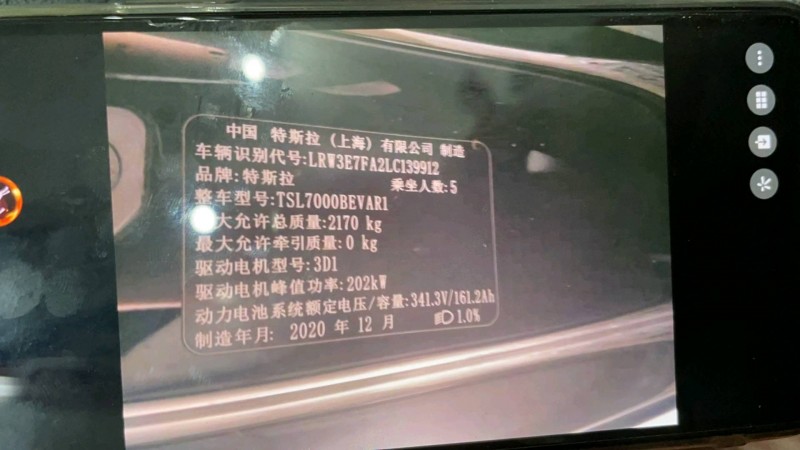 中国 特斯拉（上海）有限公司 制造
车辆识别代号:LRW3E7FA2LC139912
品牌:特斯拉 乘坐人数:5
整车型号:TSL7000BEVAR1
大允许总质量:2170 kg
最大允许牵引质量:0 kg
驱动电机型号:3D1
驱动电机峰值功率:202kW
动力电池系统额定电压/容量:341.3V/161.2Ah
制造年月: 2020 年 12 月 1.0%